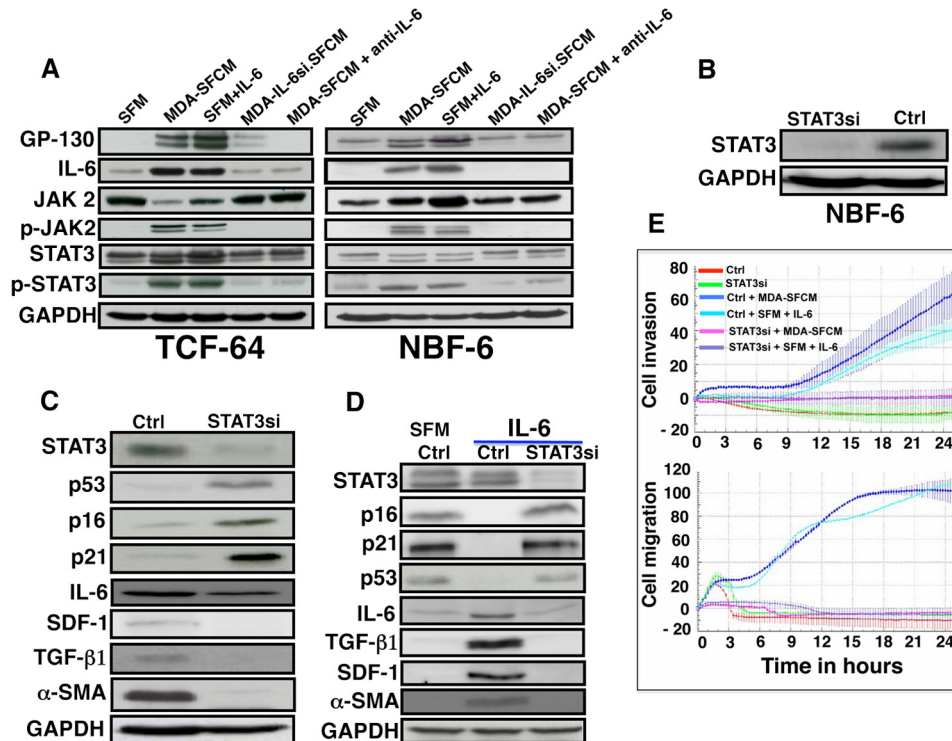 A
SFM
MDA-SFCM
SFM+IL-6
MDA-IL-6si.SFCM
MDA-SFCM + anti-IL-6
SFM
MDA-SFCM
SFM+IL-6
MDA-IL-6si.SFCM
MDA-SFCM + anti-IL-6
GP-130
IL-6
JAK 2
p-JAK2
STAT3
p-STAT3
GAPDH
TCF-64
NBF-6
B
STAT3si
Ctrl
STAT3
GAPDH
NBF-6
C
Ctrl
STAT3si
STAT3
p53
p16
p21
IL-6
SDF-1
TGF-β1
α-SMA
GAPDH
D
SFM
IL-6
Ctrl
Ctrl
STAT3si
STAT3
p16
p21
p53
IL-6
TGF-β1
SDF-1
α-SMA
GAPDH
E
80
60
40
20
0
- 20
Cell invasion
Ctrl
STAT3si
Ctrl + MDA-SFCM
Ctrl + SFM + IL-6
STAT3si + MDA-SFCM
STAT3si + SFM + IL-6
0 3 6 9 12 15 18 21 24
120
100
80
60
40
20
0
- 20
Cell migration
0 3 6 9 12 15 18 21 24
Time in hours